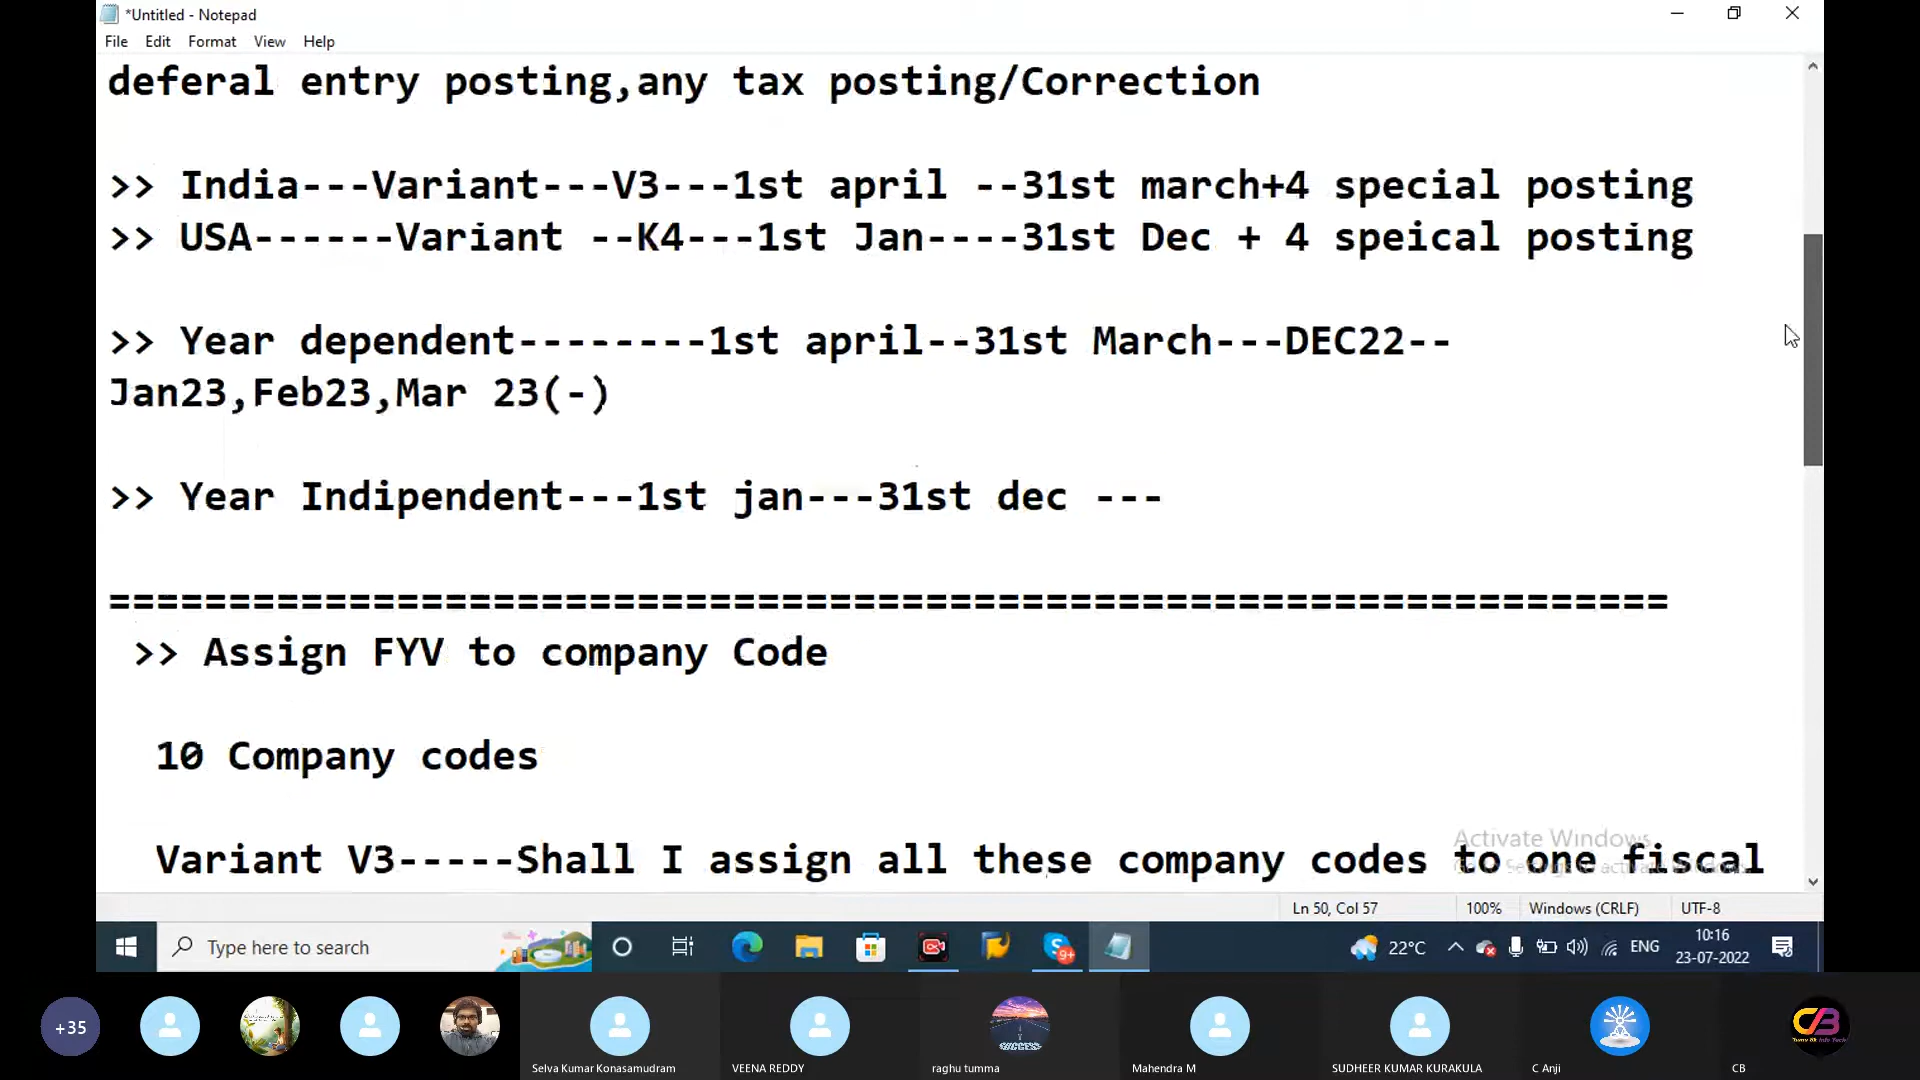 *Untitled - Notepad
File Edit Format View Help
deferal entry posting,any tax posting/Correction
>> India---Variant---V3---1st april --31st march+4 special posting
>> USA------Variant --K4---1st Jan----31st Dec + 4 speical posting
>> Year dependent--------1st april--31st March---DEC22--
Jan23,Feb23,Mar 23(-)
>> Year Indipendent---1st jan---31st dec ---
=================================================================
>> Assign FYV to company Code
10 Company codes
Variant V3-----Shall I assign all these company codes to one fiscal
Activate Windows
Ln 50, Col 57 100% Windows (CRLF) UTF-8
Type here to search
9+
22°C
ENG
10:16
23-07-2022
+35
Selva Kumar Konasamudram
VEENA REDDY
SUCCESS
raghu tumma
Mahendra M
SUDHEER KUMAR KURAKULA
C Anji
CB